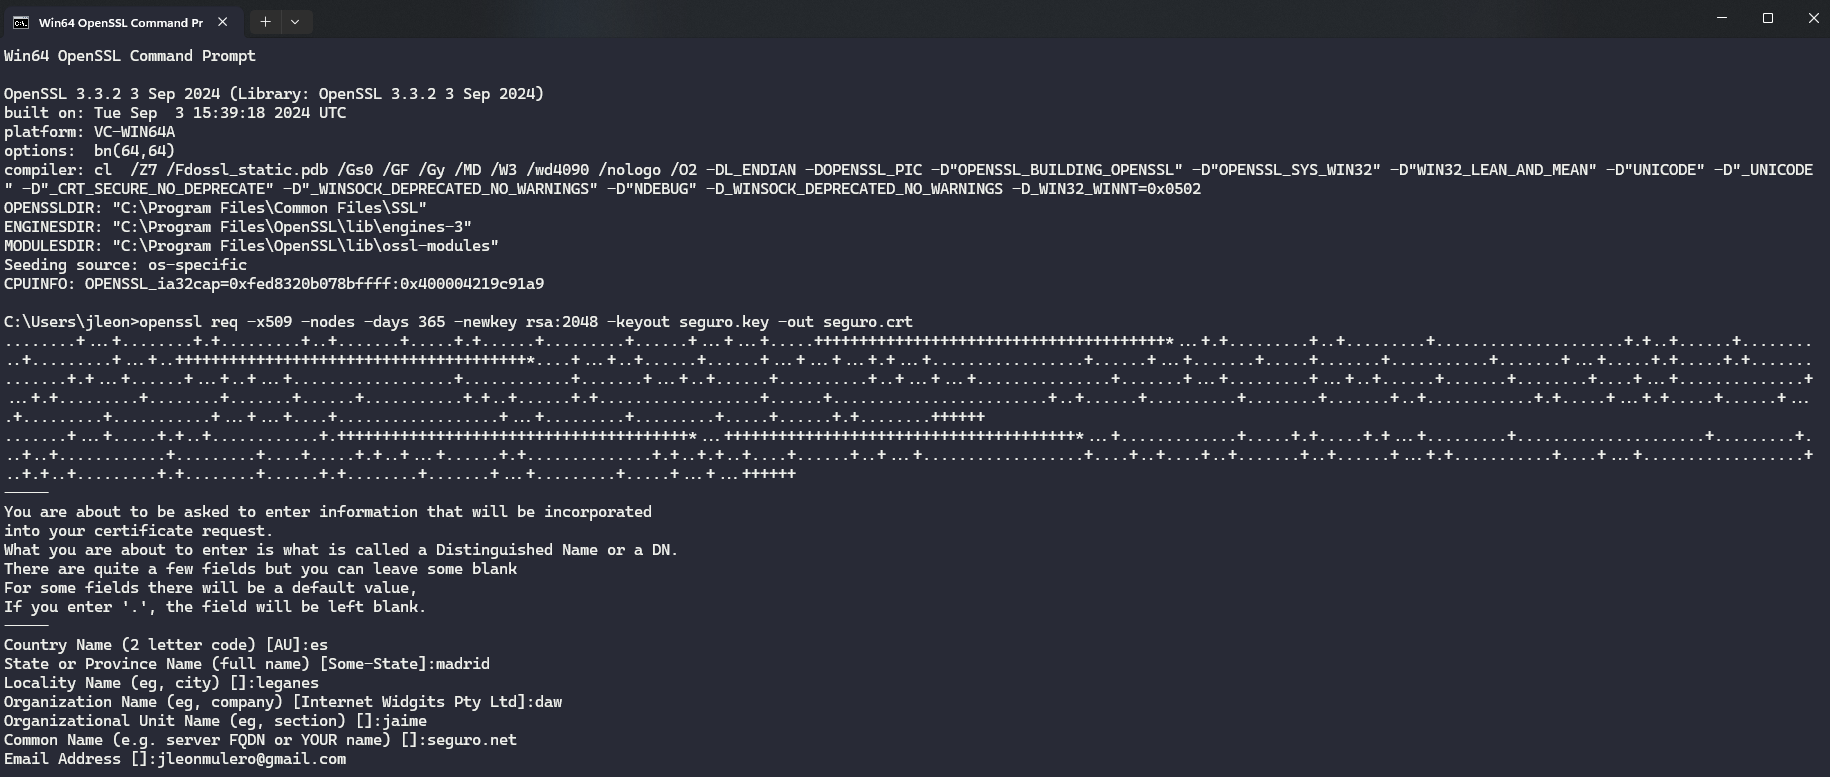 Win64 OpenSSL Command Pr
Win64 OpenSSL Command Prompt
OpenSSL 3.3.2 3 Sep 2024 (Library: OpenSSL 3.3.2 3 Sep 2024)
built on: Tue Sep  3 15:39:18 2024 UTC
platform: VC-WIN64A
options:  bn(64,64)
compiler: cl  /Z7 /Fdossl_static.pdb /Gs0 /GF /Gy /MD /W3 /wd4090 /nologo /O2 -DL_ENDIAN -DOPENSSL_PIC -D"OPENSSL_BUILDING_OPENSSL" -D"OPENSSL_SYS_WIN32" -D"WIN32_LEAN_AND_MEAN" -D"UNICODE" -D"_UNICODE
" -D"_CRT_SECURE_NO_DEPRECATE" -D"_WINSOCK_DEPRECATED_NO_WARNINGS" -D"NDEBUG" -D_WINSOCK_DEPRECATED_NO_WARNINGS -D_WIN32_WINNT=0x0502
OPENSSLDIR: "C:\Program Files\Common Files\SSL"
ENGINESDIR: "C:\Program Files\OpenSSL\lib\engines-3"
MODULESDIR: "C:\Program Files\OpenSSL\lib\ossl-modules"
Seeding source: os-specific
CPUINFO: OPENSSL_ia32cap=0xfed8320b078bffff:0x400004219c91a9
C:\Users\jleon>openssl req -x509 -nodes -days 365 -newkey rsa:2048 -keyout seguro.key -out seguro.crt
-----
You are about to be asked to enter information that will be incorporated
into your certificate request.
What you are about to enter is what is called a Distinguished Name or a DN.
There are quite a few fields but you can leave some blank
For some fields there will be a default value,
If you enter '.', the field will be left blank.
-----
Country Name (2 letter code) [AU]:es
State or Province Name (full name) [Some-State]:madrid
Locality Name (eg, city) []:leganes
Organization Name (eg, company) [Internet Widgits Pty Ltd]:daw
Organizational Unit Name (eg, section) []:jaime
Common Name (e.g. server FQDN or YOUR name) []:seguro.net
Email Address []:jleonmulero@gmail.com